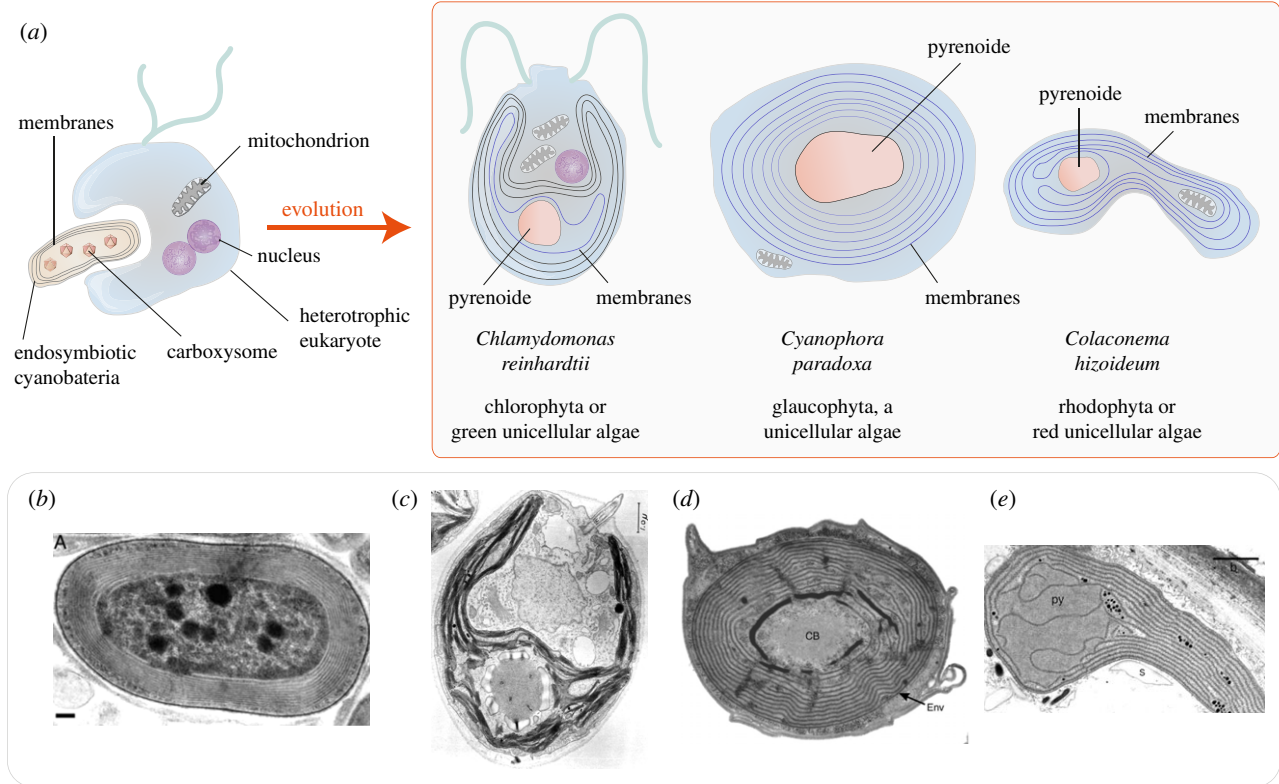 (a)
membranes
mitochondrion
evolution
nucleus
heterotrophic
eukaryote
carboxysome
endosymbiotic
cyanobateria
pyrenoide
membranes
Chlamydomonas
reinhardtii
chlorophyta or
green unicellular algae
pyrenoide
membranes
Cyanophora
paradoxa
glaucophyta, a
unicellular algae
pyrenoide
membranes
Colaconema
hizoideum
rhodophyta or
red unicellular algae
(b)
A
(c)
(d)
CB
Env
(e)
py
b
s